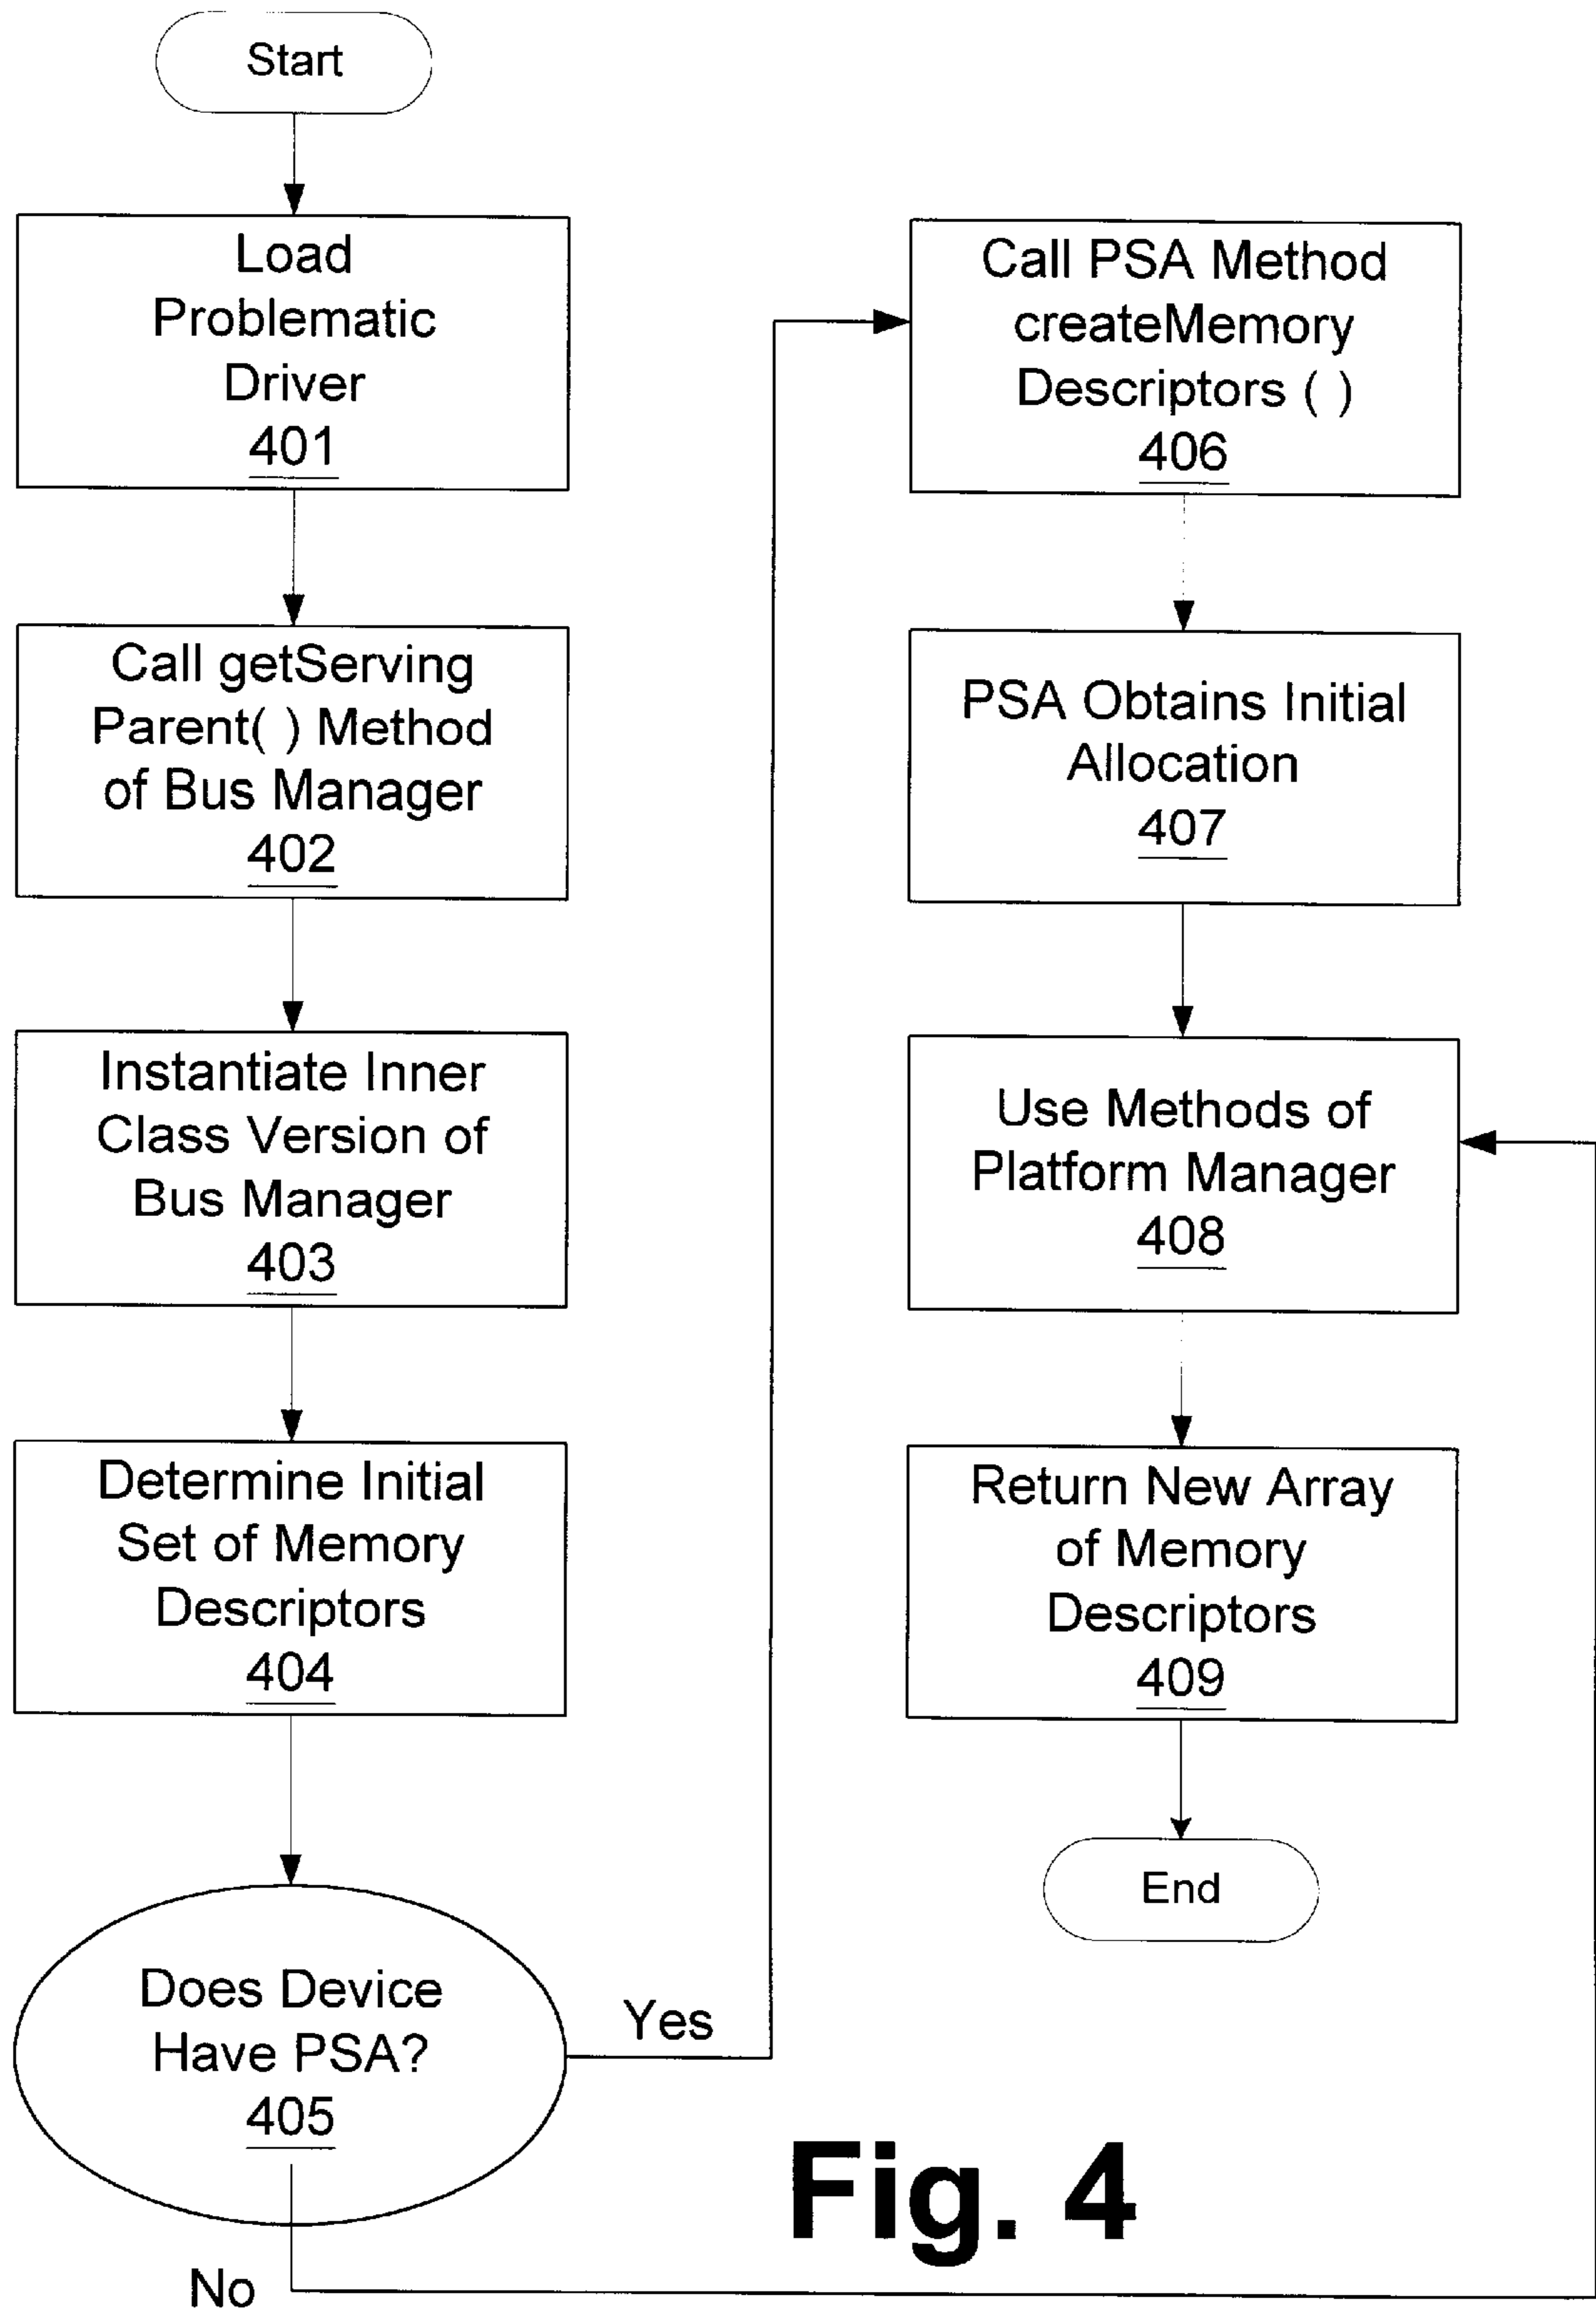 Start
Load
Problematic
Driver
401
Call getServing
Parent( ) Method
of Bus Manager
402
Instantiate Inner
Class Version of
Bus Manager
403
Determine Initial
Set of Memory
Descriptors
404
Does Device
Have PSA?
405
Yes
No
Call PSA Method
createMemory
Descriptors ( )
406
PSA Obtains Initial
Allocation
407
Use Methods of
Platform Manager
408
Return New Array
of Memory
Descriptors
409
End
Fig. 4